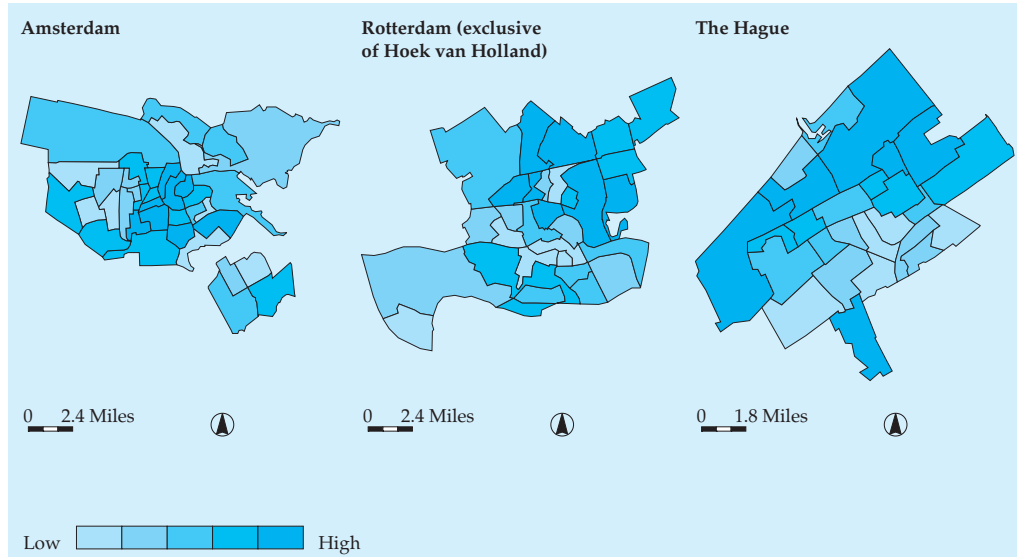 Amsterdam
Rotterdam (exclusive
of Hoek van Holland)
The Hague
0 2.4 Miles
0 2.4 Miles
0 1.8 Miles
Low High